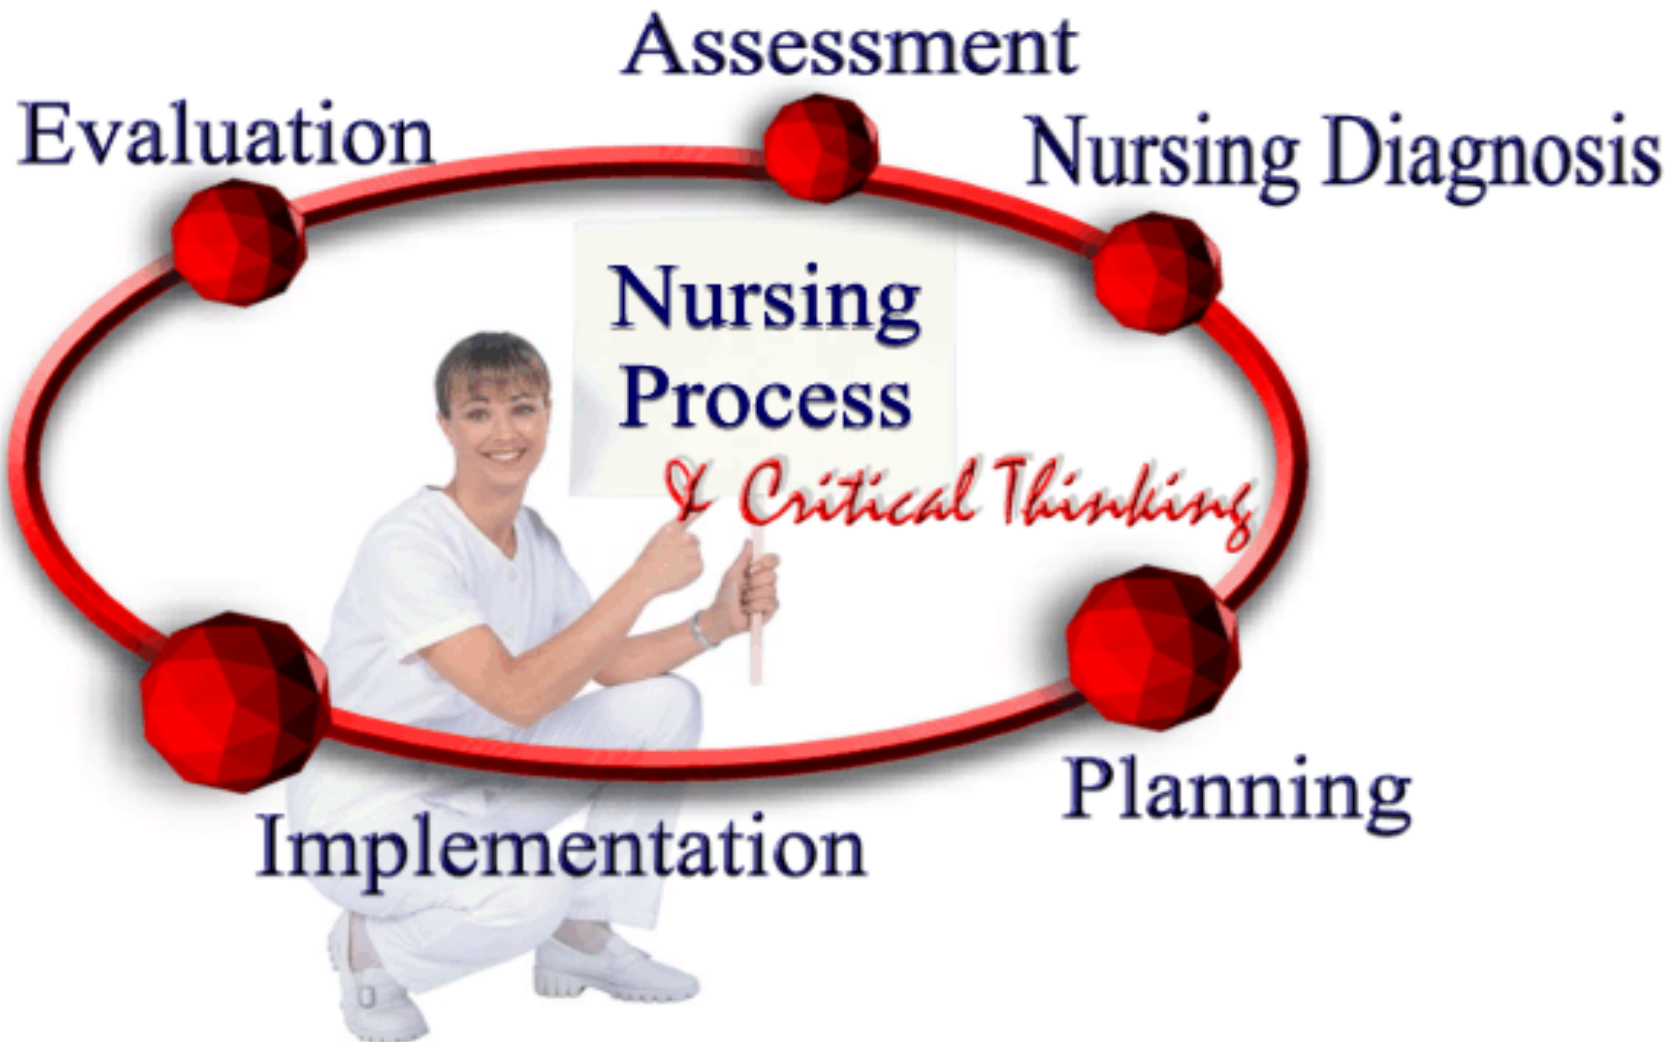 Assessment
Evaluation
Nursing Diagnosis
Nursing
Process
& Critical Thinking
Planning
Implementation